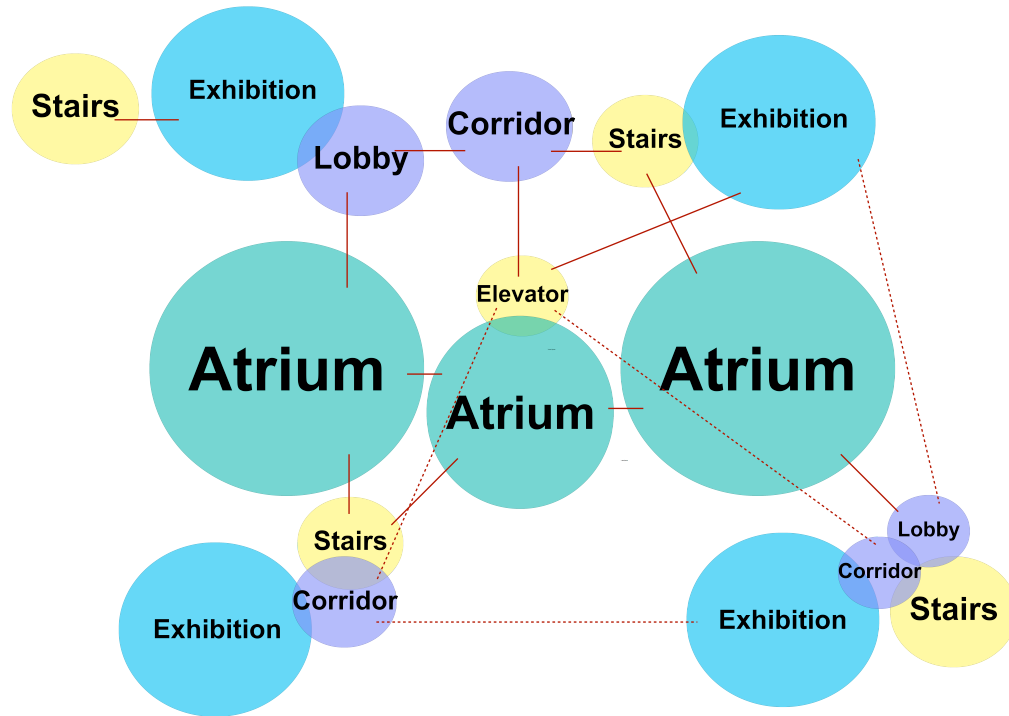 Stairs
Exhibition
Lobby
Corridor
Stairs
Exhibition
Elevator
Atrium
Atrium
Atrium
Stairs
Corridor
Exhibition
Lobby
Corridor
Exhibition
Stairs